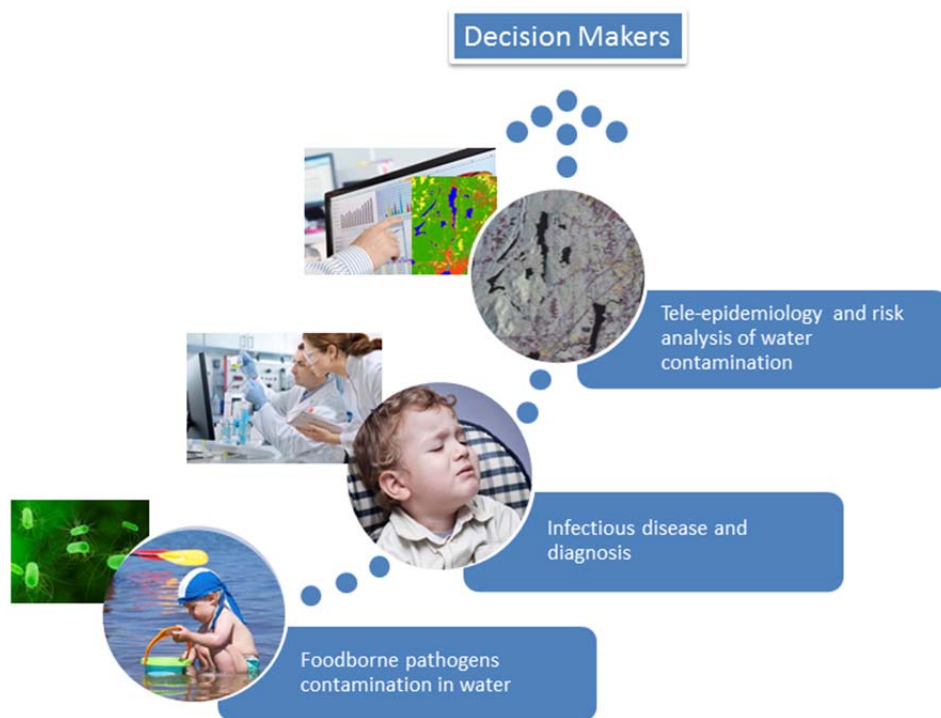 Decision Makers
Tele-epidemiology and risk
analysis of water
contamination
Infectious disease and
diagnosis
Foodborne pathogens
contamination in water